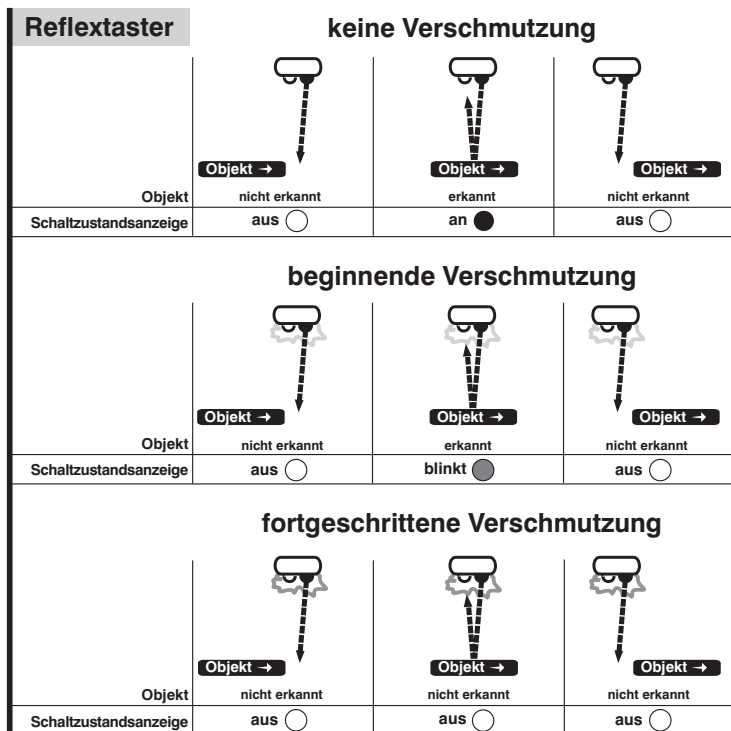 Reflextaster
keine Verschmutzung
Objekt → Objekt → Objekt →
Objekt nicht erkannt erkannt nicht erkannt
Schaltzustandsanzeige aus an aus
beginnende Verschmutzung
Objekt → Objekt → Objekt →
Objekt nicht erkannt erkannt nicht erkannt
Schaltzustandsanzeige aus blinkt aus
fortgeschrittene Verschmutzung
Objekt → Objekt → Objekt →
Objekt nicht erkannt nicht erkannt nicht erkannt
Schaltzustandsanzeige aus aus aus